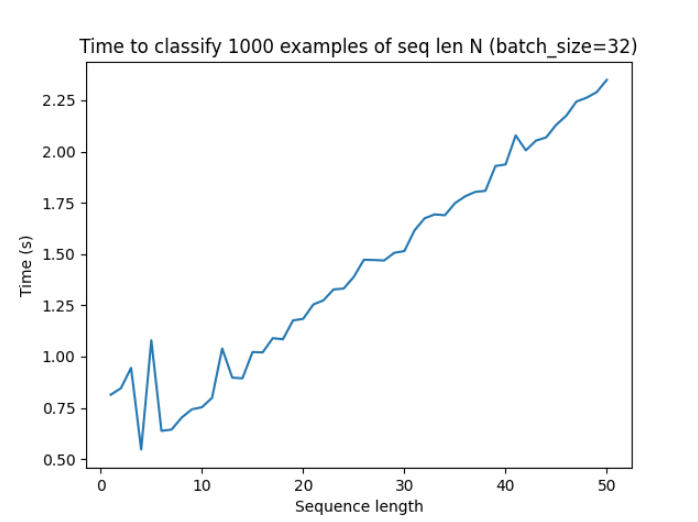 Time to classify 1000 examples of seq len N (batch_size=32)
2.25
2.00
1.75
1.50
1.25
1.00
0.75
0.50
Time (s)
0 10 20 30 40 50
Sequence length